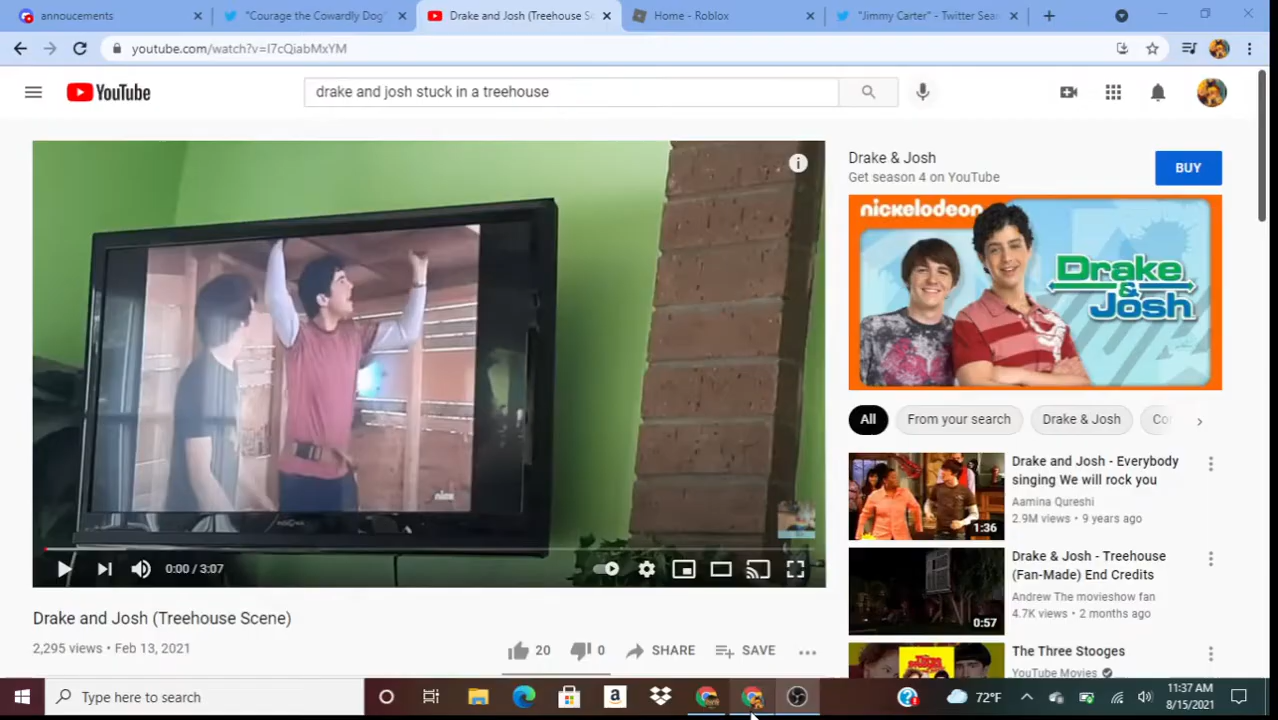 annoucements
"Courage the Cowardly Dog"
Drake and Josh (Treehouse Sc
Home - Roblox
"Jimmy Carter" - Twitter Sea
youtube.com/watch?v=I7cQiabMxYM
YouTube
drake and josh stuck in a treehouse
nick
0:00 / 3:07
Drake and Josh (Treehouse Scene)
2,295 views • Feb 13, 2021
20
0
SHARE
SAVE
Drake & Josh
Get season 4 on YouTube
BUY
nickelodeon
Drake
&
Josh
All
From your search
Drake & Josh
Co
Drake and Josh - Everybody
singing We will rock you
Aamina Qureshi
2.9M views • 9 years ago
1:36
Drake & Josh - Treehouse
(Fan-Made) End Credits
Andrew The movieshow fan
4.7K views • 2 months ago
0:57
The Three Stooges
YouTube Movies
Type here to search
72°F
11:37 AM
8/15/2021